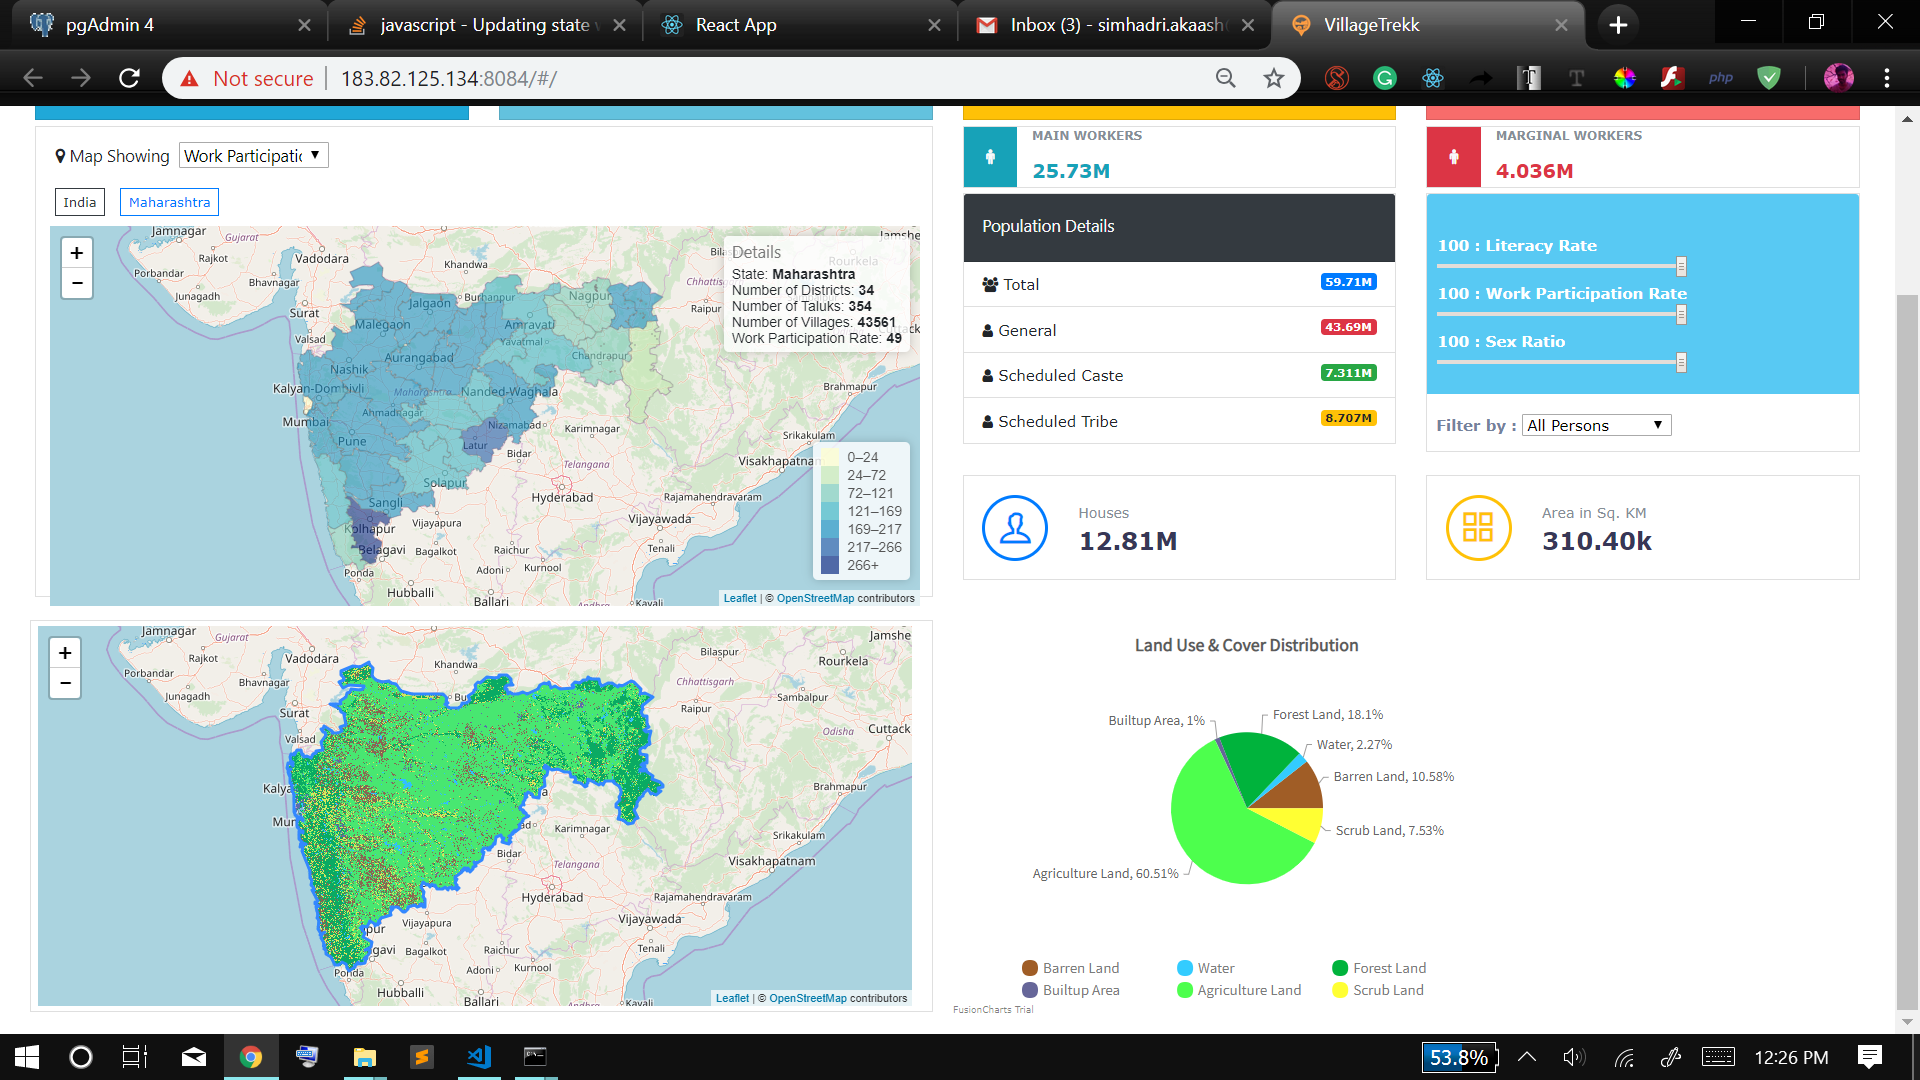 pgAdmin 4
javascript - Updating state
React App
Inbox (3) - simhadri.akaash
VillageTrekk
Not secure
183.82.125.134:8084/#/
php
Map Showing
Work Participatic
India
Maharashtra
+
−
Details
State: Maharashtra
Number of Districts: 34
Number of Taluks: 354
Number of Villages: 43561
Work Participation Rate: 49
Jamnagar
Gujarat
Rajkot
Vadodara
Porbandar
Bhavnagar
Junagadh
Surat
Valsad
Khandwa
Burhanpur
Jalgaon
Malegaon
Amravati
Nagpur
Yavatmal
Chandrapur
Aurangabad
Nashik
Kalyan-Dombivli
Maharashtra
Nanded-Waghala
Ahmadnagar
Mumbai
Pune
Nizamabad
Karimnagar
Latur
Bidar
Telangana
Solapur
Hyderabad
Sangli
Kolhapur
Vijayapura
Belagavi
Bagalkot
Raichur
Ponda
Adoni
Kurnool
Hubballi
Ballari
Raipur
Rourkela
Brahmapur
Srikakulam
Visakhapatnam
Rajamahendravaram
Vijayawada
Tenali
Kavali
0–24
24–72
72–121
121–169
169–217
217–266
266+
Leaflet | © OpenStreetMap contributors
MAIN WORKERS
25.73M
MARGINAL WORKERS
4.036M
Population Details
Total 59.71M
General 43.69M
Scheduled Caste 7.311M
Scheduled Tribe 8.707M
100 : Literacy Rate
100 : Work Participation Rate
100 : Sex Ratio
Filter by : All Persons
Houses
12.81M
Area in Sq. KM
310.40k
+
−
Jamnagar
Gujarat
Rajkot
Vadodara
Porbandar
Bhavnagar
Junagadh
Surat
Valsad
Khandwa
Bilaspur
Jamshe
Rourkela
Chhattisgarh
Sambalpur
Raipur
Cuttack
Odisha
Brahmapur
Karimnagar
Srikakulam
Bidar
Telangana
Visakhapatnam
Hyderabad
Rajamahendravaram
Vijayawada
Vijayapura
Bagalkot
Raichur
Tenali
Ponda
Adoni
Kurnool
Hubballi
Ballari
Kavali
Leaflet | © OpenStreetMap contributors
Land Use & Cover Distribution
Builtup Area, 1%
Forest Land, 18.1%
Water, 2.27%
Barren Land, 10.58%
Scrub Land, 7.53%
Agriculture Land, 60.51%
Barren Land
Water
Forest Land
Builtup Area
Agriculture Land
Scrub Land
FusionCharts Trial
53.8%
12:26 PM